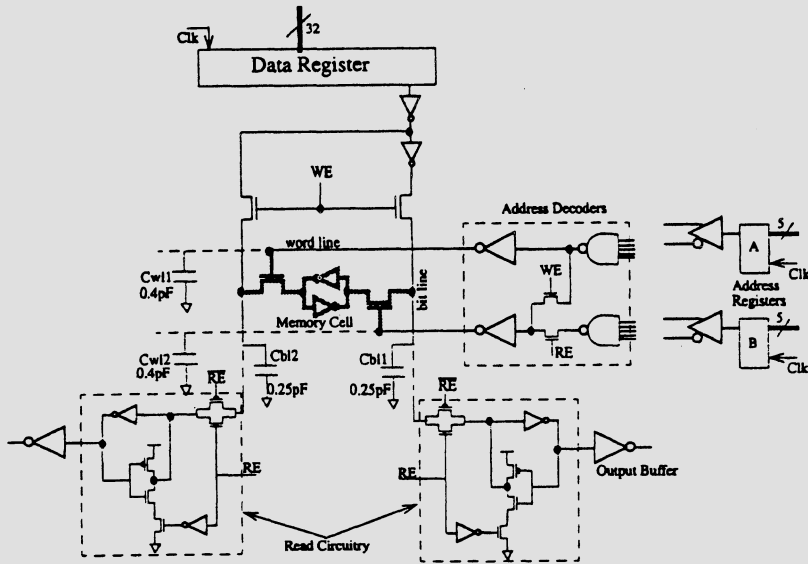 32
Clk
Data Register
WE
Address Decoders
word line
Cwl1
0.4pF
WE
bit line
Memory Cell
RE
5
A
Clk
Address
Registers
5
B
Clk
Cwl2
0.4pF
Cbl2
0.25pF
Cbl1
0.25pF
RE
RE
RE
RE
Output Buffer
Read Circuitry